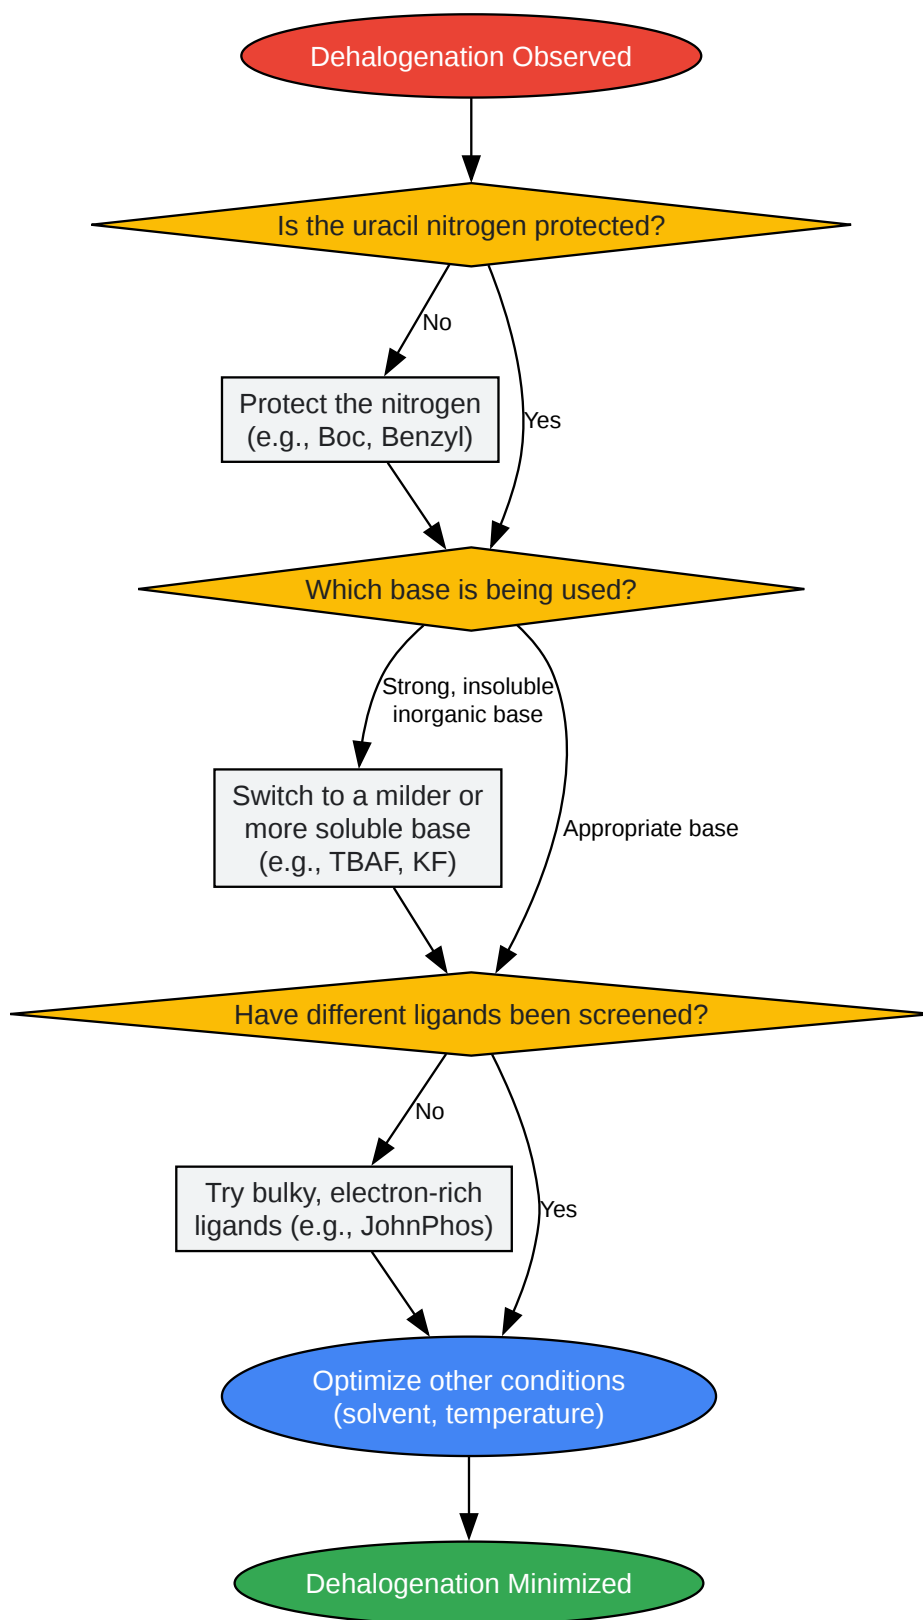 Dehalogenation Observed
Is the uracil nitrogen protected?
No
Protect the nitrogen
(e.g., Boc, Benzyl)
Yes
Which base is being used?
Strong, insoluble
inorganic base
Switch to a milder or
more soluble base
(e.g., TBAF, KF)
Appropriate base
Have different ligands been screened?
No
Try bulky, electron-rich
ligands (e.g., JohnPhos)
Yes
Optimize other conditions
(solvent, temperature)
Dehalogenation Minimized